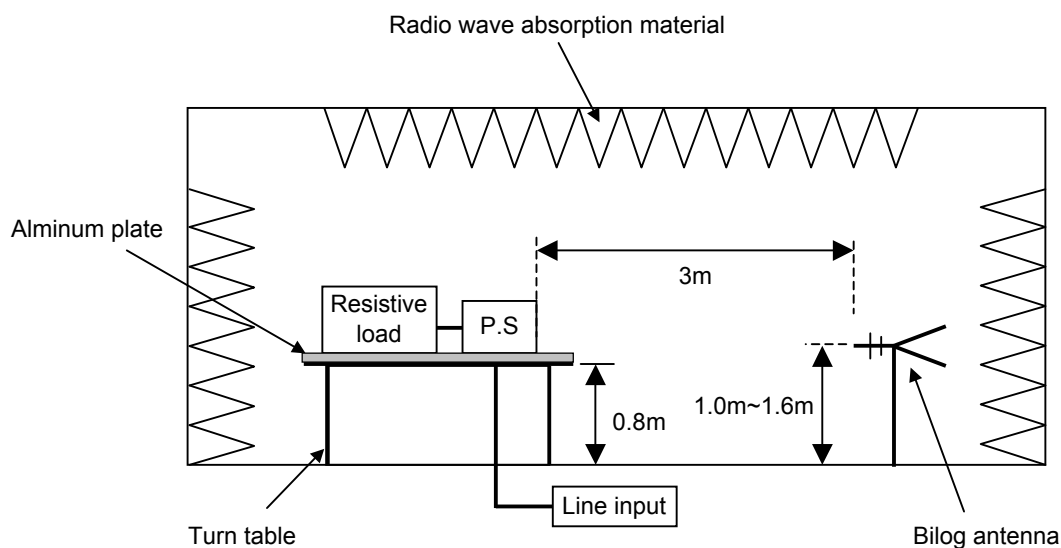 Radio wave absorption material
Alminum plate
3m
Resistive
load
P.S
1.0m~1.6m
0.8m
Line input
Turn table
Bilog antenna